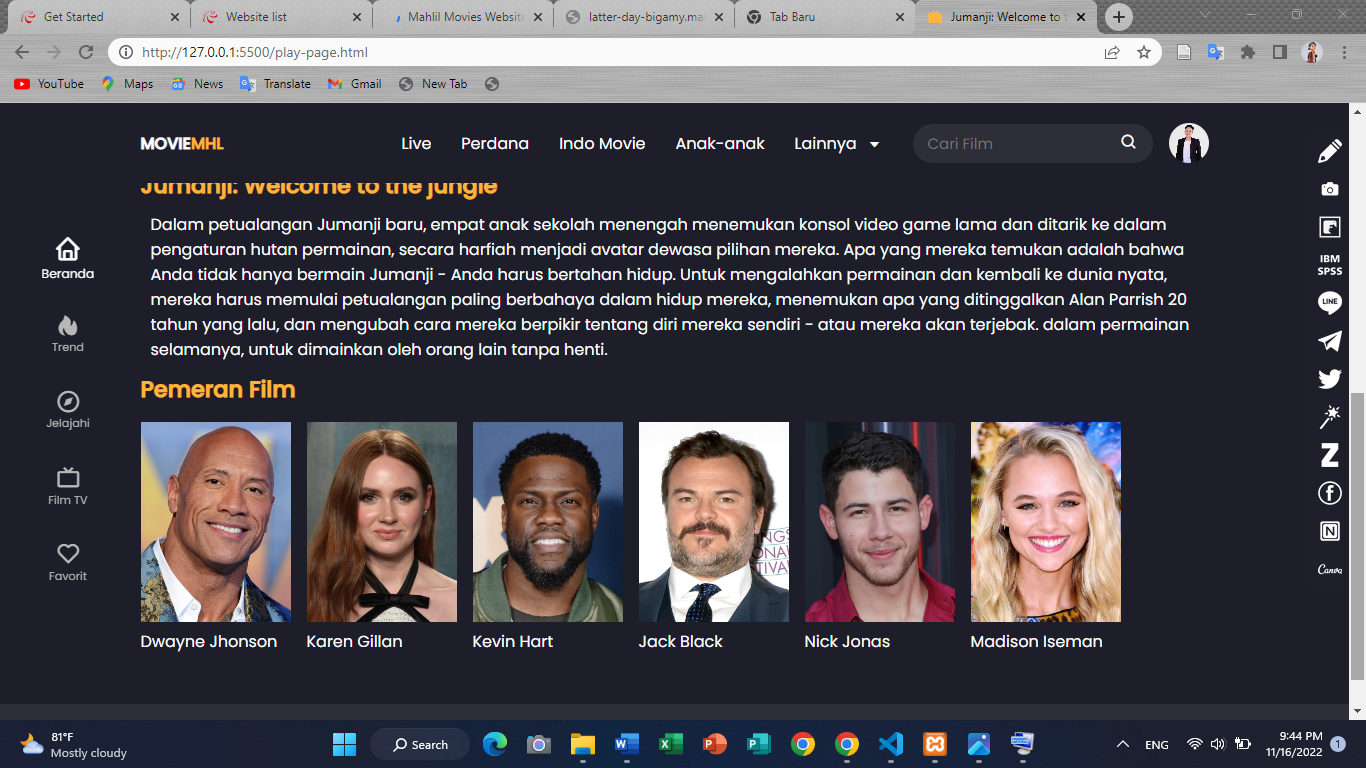 Get Started
Website list
Mahlil Movies Website
latter-day-bigamy.mal
Tab Baru
Jumanji: Welcome to t
http://127.0.0.1:5500/play-page.html
YouTube
Maps
News
Translate
Gmail
New Tab
MOVIEMHL
Live
Perdana
Indo Movie
Anak-anak
Lainnya
Cari Film
Jumanji: Welcome to the jungle
Dalam petualangan Jumanji baru, empat anak sekolah menengah menemukan konsol video game lama dan ditarik ke dalam
pengaturan hutan permainan, secara harfiah menjadi avatar dewasa pilihan mereka. Apa yang mereka temukan adalah bahwa
Anda tidak hanya bermain Jumanji - Anda harus bertahan hidup. Untuk mengalahkan permainan dan kembali ke dunia nyata,
mereka harus memulai petualangan paling berbahaya dalam hidup mereka, menemukan apa yang ditinggalkan Alan Parrish 20
tahun yang lalu, dan mengubah cara mereka berpikir tentang diri mereka sendiri - atau mereka akan terjebak. dalam permainan
selamanya, untuk dimainkan oleh orang lain tanpa henti.
Beranda
Trend
Jelajahi
Film TV
Favorit
Pemeran Film
Dwayne Jhonson
Karen Gillan
Kevin Hart
Jack Black
Nick Jonas
Madison Iseman
IBM
SPSS
LINE
Z
N
Canva
81°F
Mostly cloudy
Search
ENG
9:44 PM
11/16/2022
1